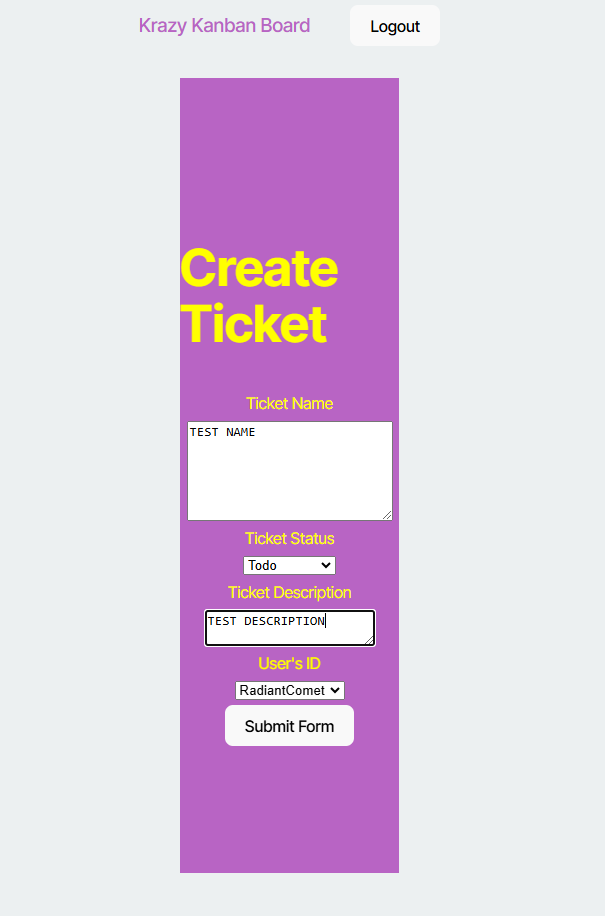 Krazy Kanban Board
Logout
Create
Ticket
Ticket Name
TEST NAME
Ticket Status
Todo
Ticket Description
TEST DESCRIPTION
User's ID
RadiantComet
Submit Form